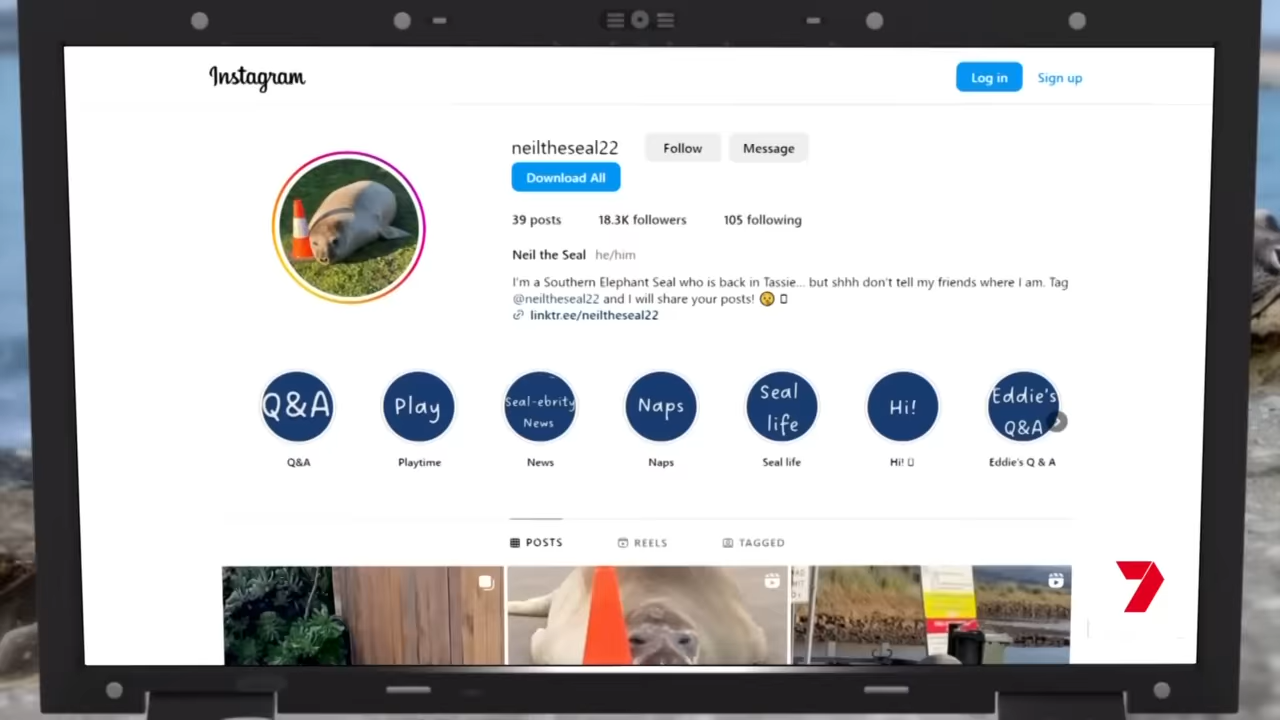 Instagram
Log in
Sign up
neiltheseal22
Follow
Message
Download All
39 posts
18.3K followers
105 following
Neil the Seal he/him
I'm a Southern Elephant Seal who is back in Tassie... but shhh don't tell my friends where I am. Tag
@neiltheseal22 and I will share your posts! 😯
linktr.ee/neiltheseal22
Q&A
Play
Seal-ebrity
News
Naps
Seal
life
Hi!
Eddie's
Q&A
Q&A
Playtime
News
Naps
Seal life
Hi!
Eddie's Q & A
POSTS
REELS
TAGGED
7